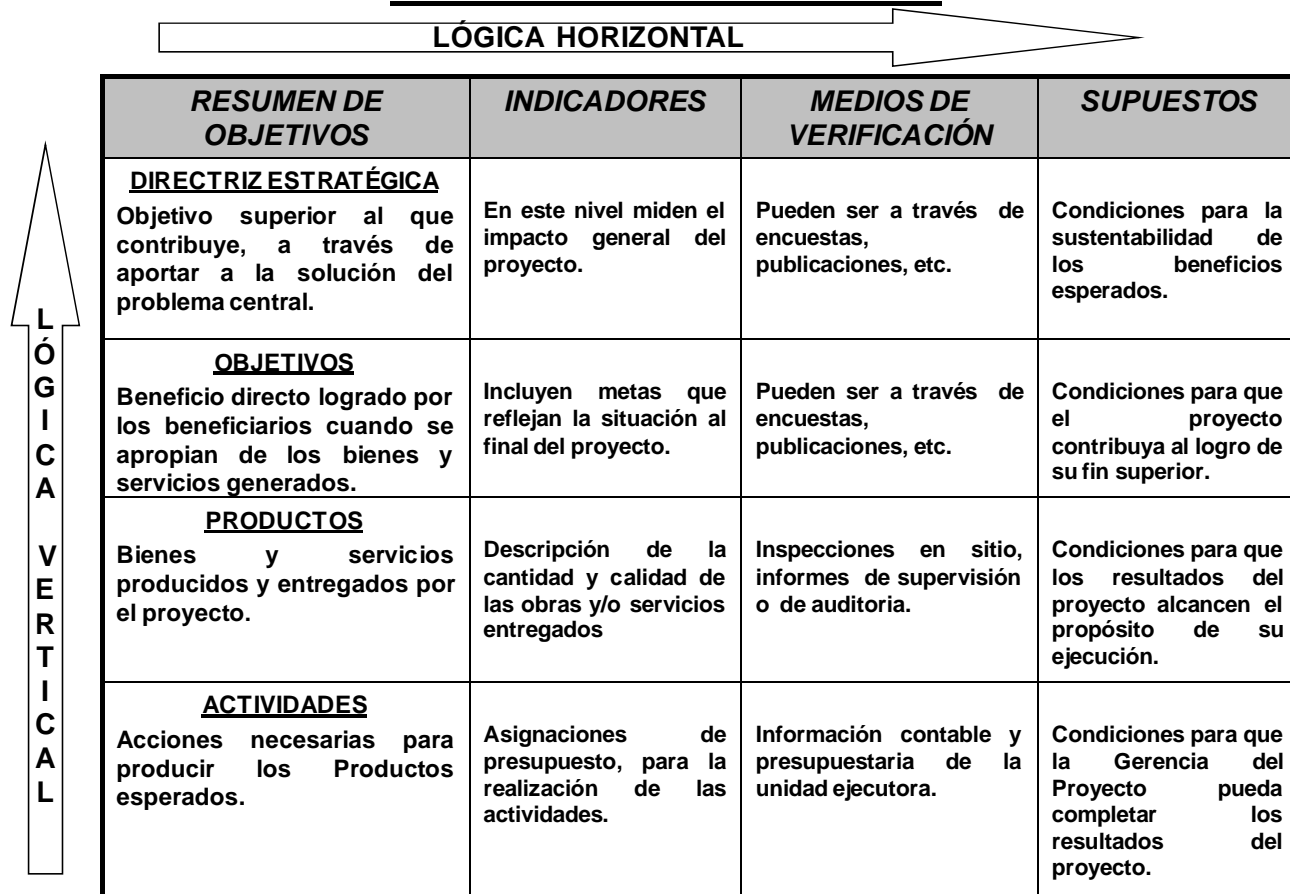 LÓGICA HORIZONTAL
RESUMEN DE
OBJETIVOS
INDICADORES
MEDIOS DE
VERIFICACIÓN
SUPUESTOS
LÓGICA VERTICAL
DIRECTRIZ ESTRATÉGICA
Objetivo superior al que
contribuye, a través de
aportar a la solución del
problema central.
En este nivel miden el
impacto general del
proyecto.
Pueden ser a través de
encuestas,
publicaciones, etc.
Condiciones para la
sustentabilidad de
los beneficios
esperados.
OBJETIVOS
Beneficio directo logrado por
los beneficiarios cuando se
apropian de los bienes y
servicios generados.
Incluyen metas que
reflejan la situación al
final del proyecto.
Pueden ser a través de
encuestas,
publicaciones, etc.
Condiciones para que
el proyecto
contribuya al logro de
su fin superior.
PRODUCTOS
Bienes y servicios
producidos y entregados por
el proyecto.
Descripción de la
cantidad y calidad de
las obras y/o servicios
entregados
Inspecciones en sitio,
informes de supervisión
o de auditoria.
Condiciones para que
los resultados del
proyecto alcancen el
propósito de su
ejecución.
ACTIVIDADES
Acciones necesarias para
producir los Productos
esperados.
Asignaciones de
presupuesto, para la
realización de las
actividades.
Información contable y
presupuestaria de la
unidad ejecutora.
Condiciones para que
la Gerencia del
Proyecto pueda
completar los
resultados del
proyecto.